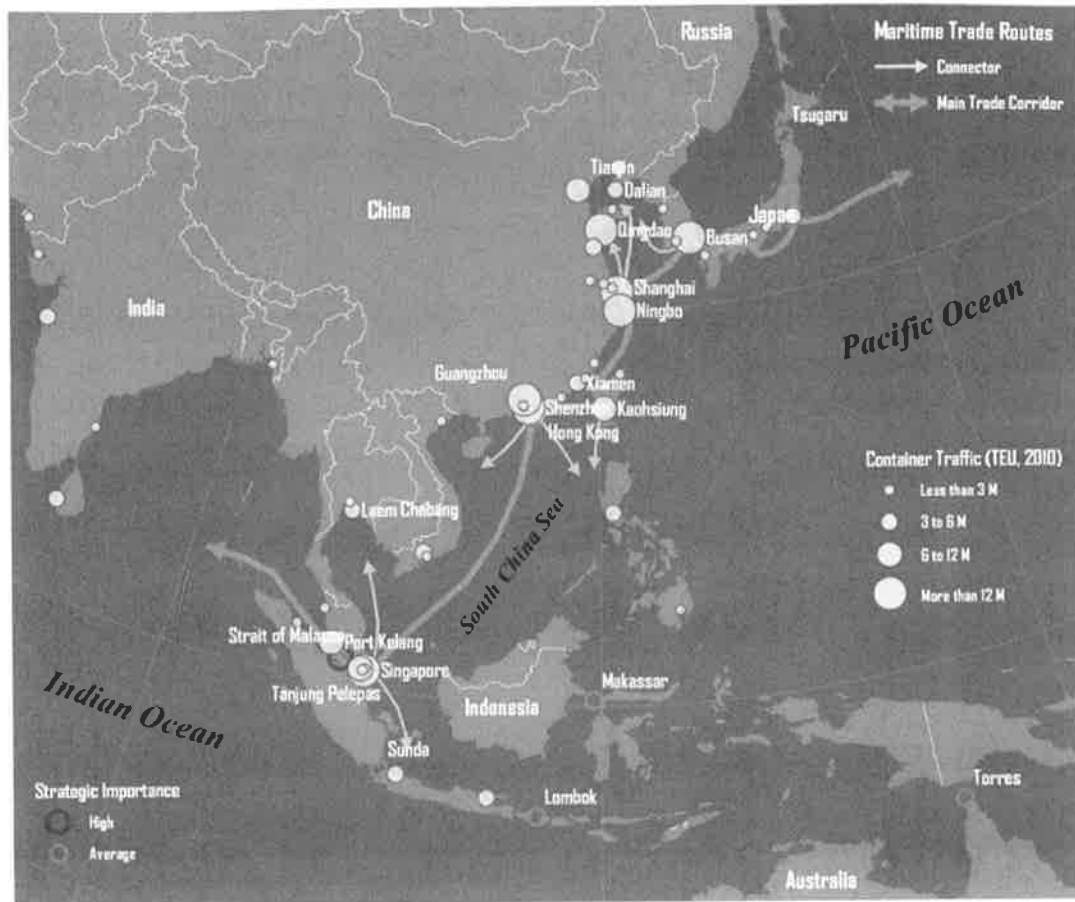 Russia
Maritime Trade Routes
Connector
Main Trade Corridor
Tsugaru
Tianjin
Dalian
China
Japan
Qingdao
Busan
India
Shanghai
Ningbo
Pacific Ocean
Guangzhou
Xiamen
Shenzhen
Kaohsiung
Hong Kong
Container Traffic (TEU, 2010)
Less than 3 M
3 to 6 M
6 to 12 M
More than 12 M
Laem Chabang
South China Sea
Strait of Malacca
Port Kelang
Singapore
Tanjung Pelepas
Indian Ocean
Indonesia
Makassar
Sunda
Lombok
Torres
Strategic Importance
High
Average
Australia